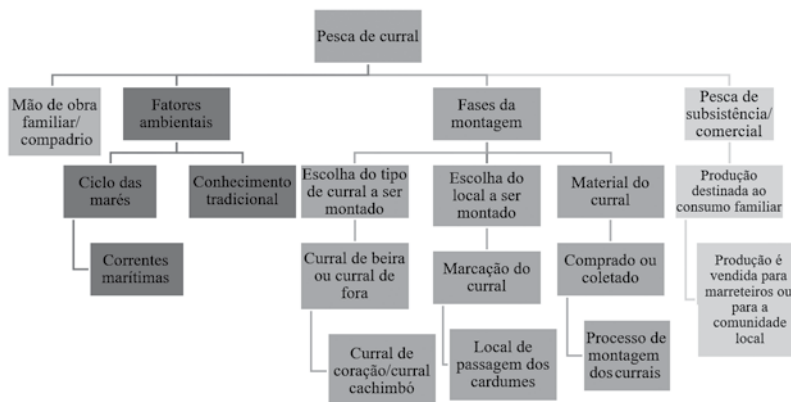 Pesca de curral
Mão de obra
familiar/
compadrio
Fatores
ambientais
Fases da
montagem
Pesca de
subsistência/
comercial
Ciclo das
marés
Conhecimento
tradicional
Escolha do tipo
de curral a ser
montado
Escolha do
local a ser
montado
Material do
curral
Produção
destinada ao
consumo familiar
Correntes
marítimas
Curral de beira
ou curral de
fora
Marcação do
curral
Comprado ou
coletado
Produção é
vendida para
marreteiros ou
para a
comunidade
local
Curral de
coração/curral
cachimbó
Local de
passagem dos
cardumes
Processo de
montagem
dos currais